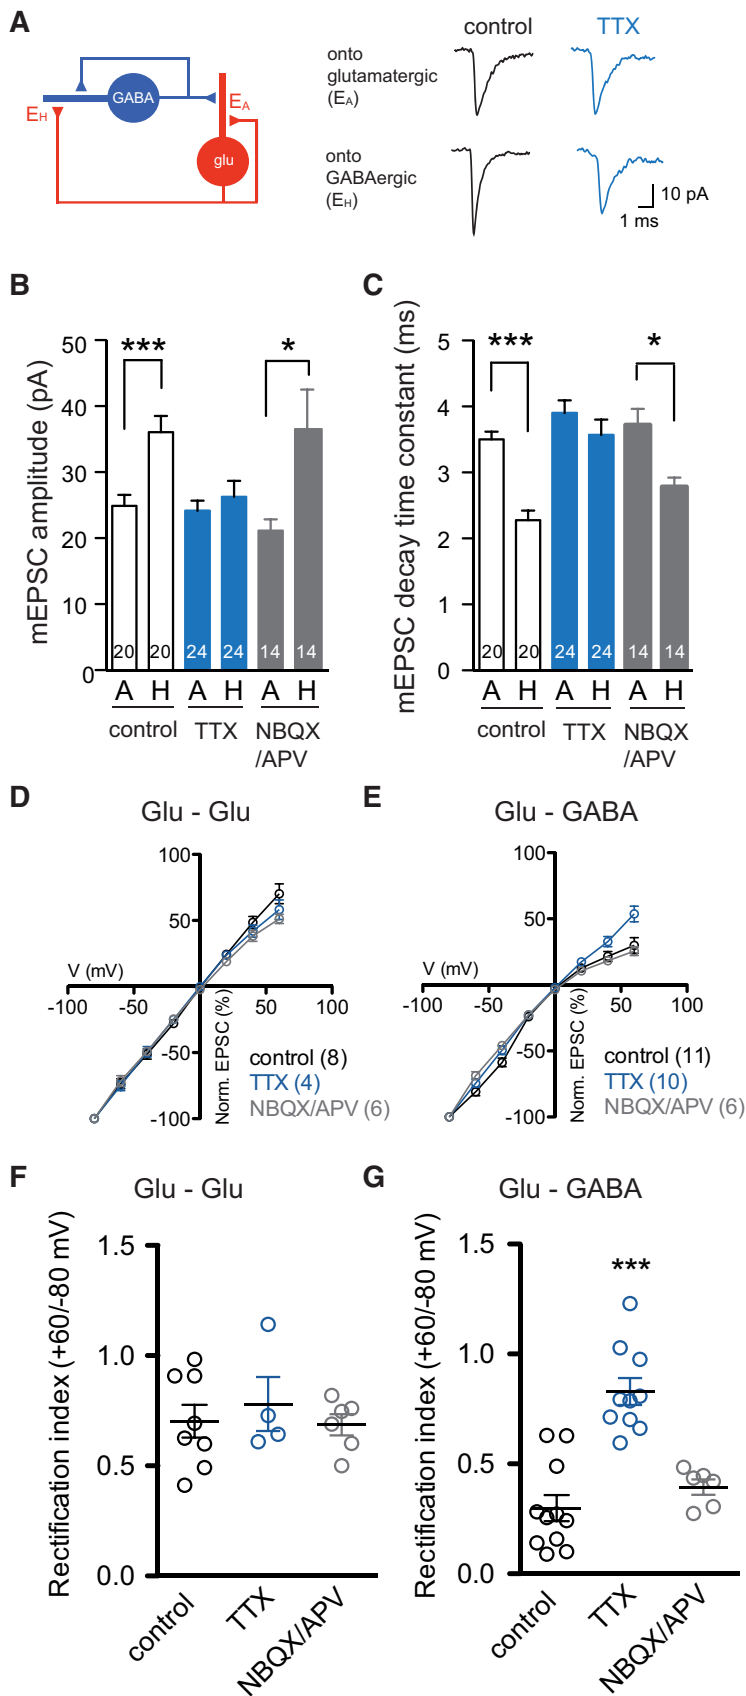 A
control TTX
onto
glutamatergic
(EA)
onto
GABAergic
(EH)
10 pA
1 ms
GABA
EH
EA
glu
B
mEPSC amplitude (pA)
50
40
30
20
10
0
***
*
20 20 24 24 14 14
A H A H A H
control TTX NBQX
/APV
C
mEPSC decay time constant (ms)
5
4
3
2
1
0
***
*
20 20 24 24 14 14
A H A H A H
control TTX NBQX
/APV
D
Glu - Glu
100
50
V (mV)
-100 -50 50 100
-50
-100
Norm. EPSC (%)
control (8)
TTX (4)
NBQX/APV (6)
E
Glu - GABA
100
50
V (mV)
-100 -50 50 100
-50
-100
Norm. EPSC (%)
control (11)
TTX (10)
NBQX/APV (6)
F
Glu - Glu
Rectification index (+60/-80 mV)
1.5
1.0
0.5
0.0
control
TTX
NBQX/APV
G
Glu - GABA
Rectification index (+60/-80 mV)
1.5
1.0
0.5
0.0
***
control
TTX
NBQX/APV